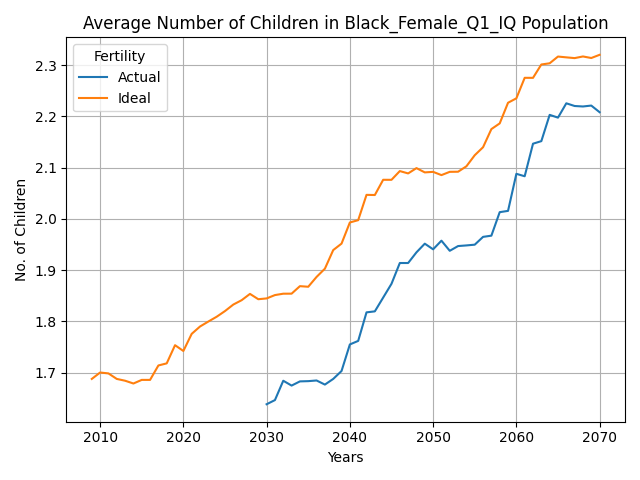 Average Number of Children in Black_Female_Q1_IQ Population
Fertility
Actual
Ideal
No. of Children
2.3
2.2
2.1
2.0
1.9
1.8
1.7
2010 2020 2030 2040 2050 2060 2070
Years